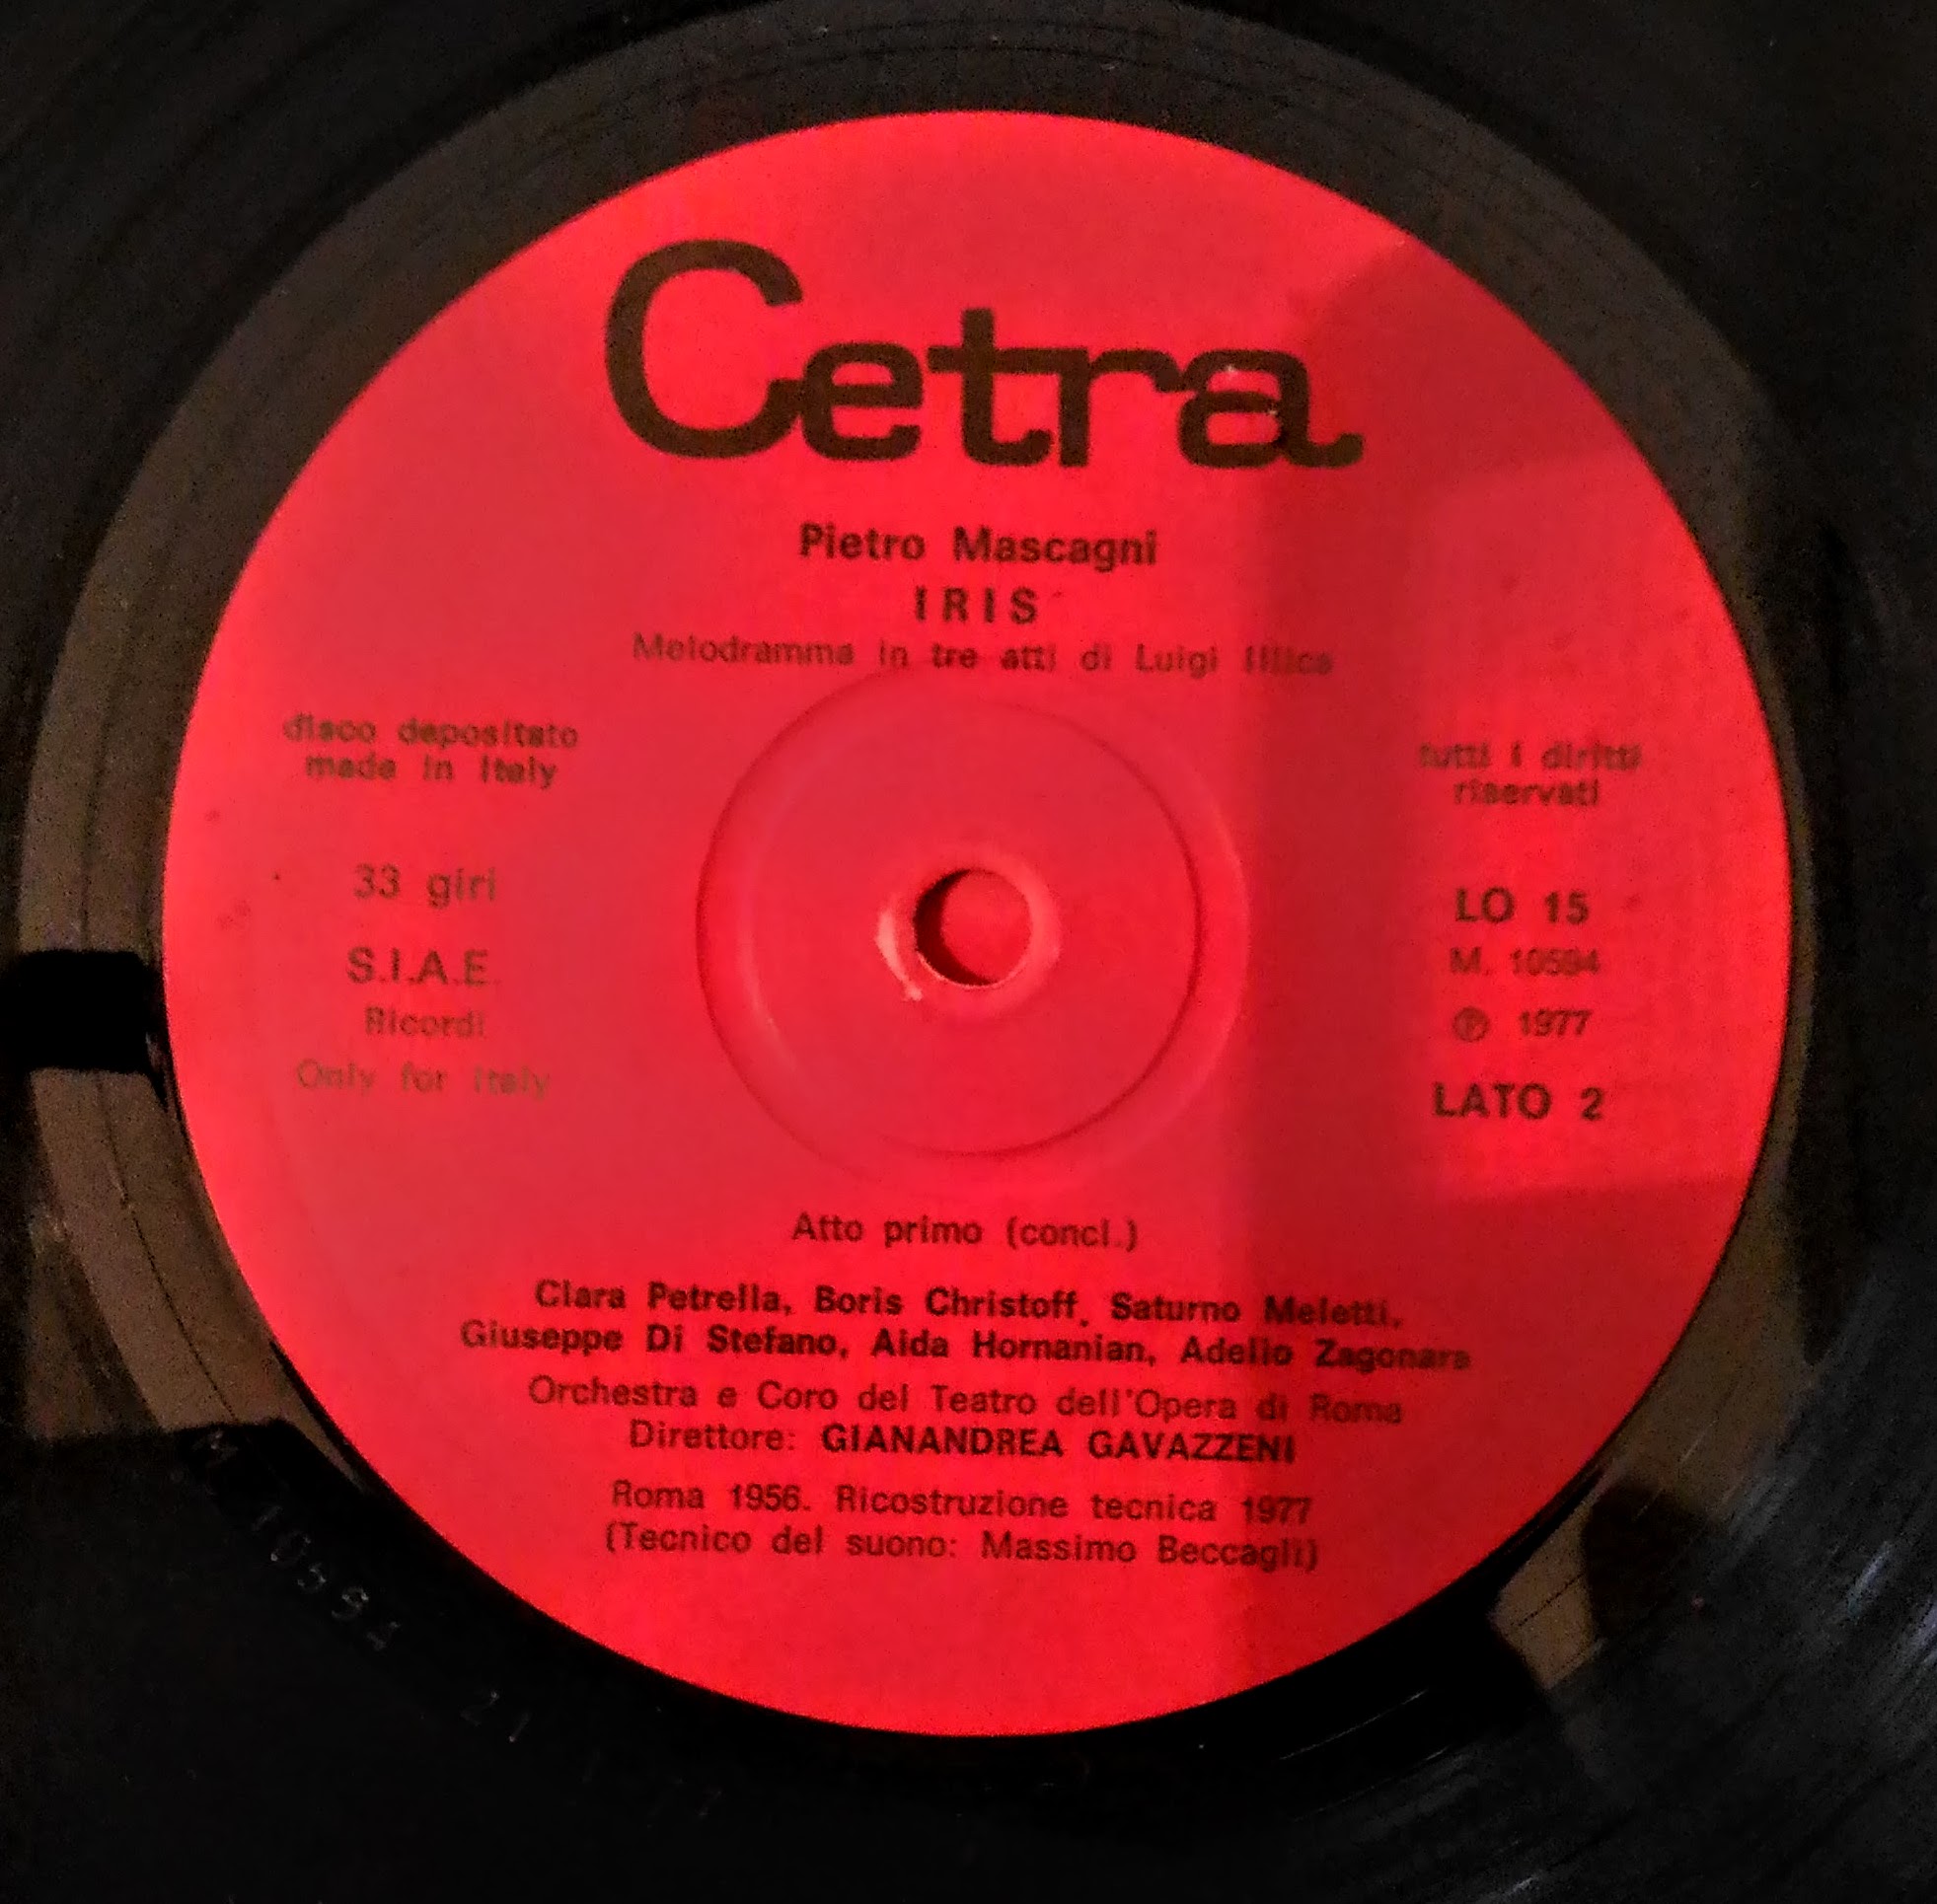 Cetra
Pietro Mascagni
IRIS
Melodramma in tre atti di Luigi Illica
disco depositato
made in Italy
33 giri
S.I.A.E.
Ricordi
Only for Italy
tutti i diritti
riservati
LO 15
M. 10594
℗ 1977
LATO 2
Atto primo (concl.)
Clara Petrella, Boris Christoff, Saturno Meletti,
Giuseppe Di Stefano, Aida Hornanian, Adelio Zagonara
Orchestra e Coro del Teatro dell'Opera di Roma
Direttore: GIANANDREA GAVAZZENI
Roma 1956. Ricostruzione tecnica 1977
(Tecnico del suono: Massimo Beccagli)
M 10594 21